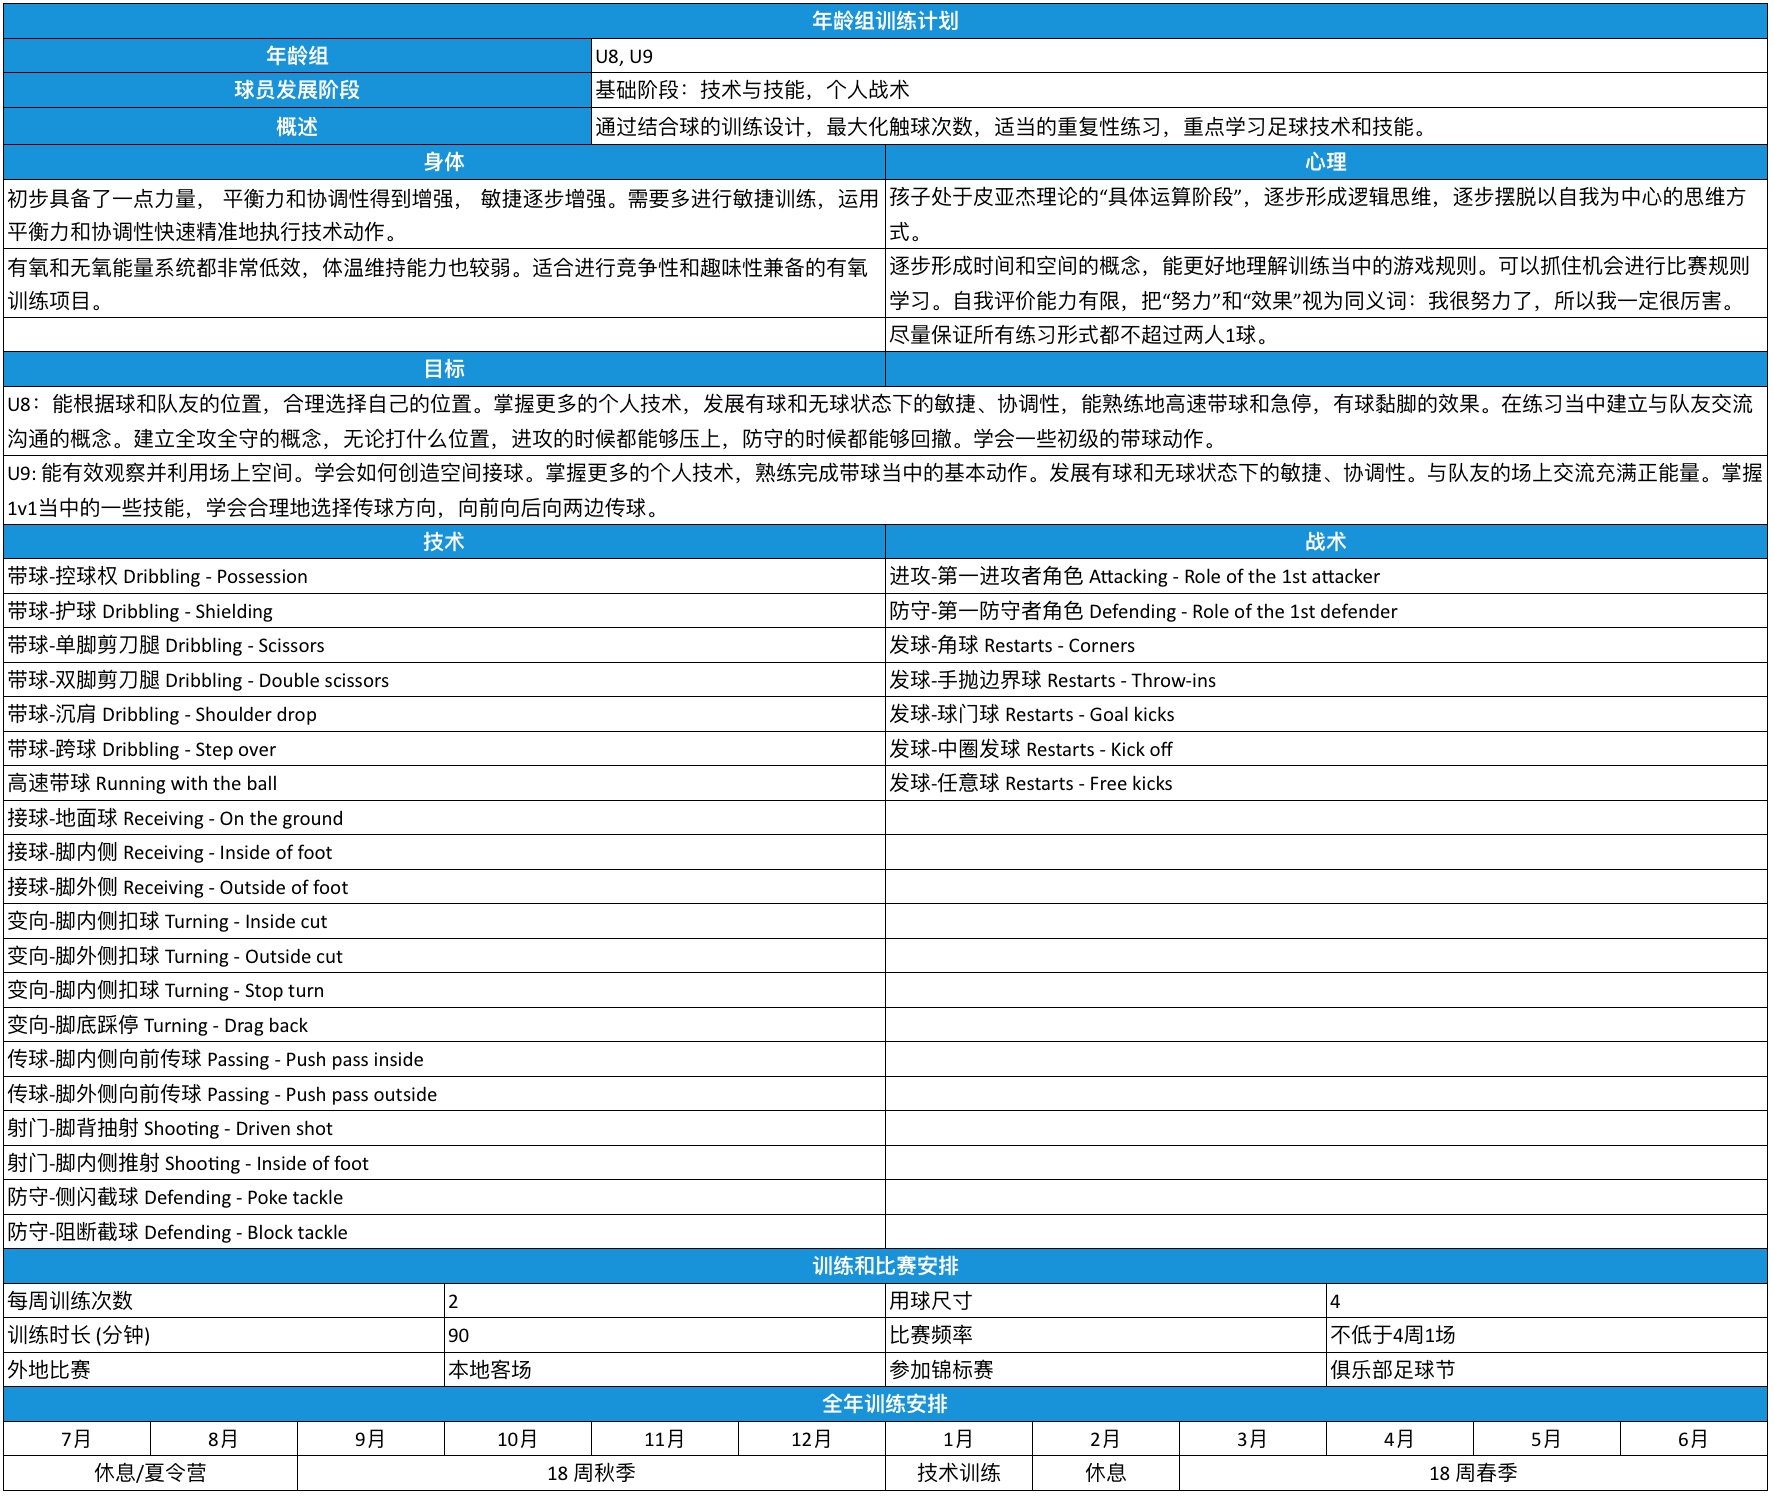 年龄组训练计划
年龄组 U8, U9
球员发展阶段 基础阶段：技术与技能，个人战术
概述 通过结合球的训练设计，最大化触球次数，适当的重复性练习，重点学习足球技术和技能。
身体 心理
初步具备了一点力量， 平衡力和协调性得到增强， 敏捷逐步增强。需要多进行敏捷训练，运用
平衡力和协调性快速精准地执行技术动作。
孩子处于皮亚杰理论的“具体运算阶段”，逐步形成逻辑思维，逐步摆脱以自我为中心的思维方
式。
有氧和无氧能量系统都非常低效，体温维持能力也较弱。适合进行竞争性和趣味性兼备的有氧
训练项目。
逐步形成时间和空间的概念，能更好地理解训练当中的游戏规则。可以抓住机会进行比赛规则
学习。自我评价能力有限，把“努力”和“效果”视为同义词：我很努力了，所以我一定很厉害。
尽量保证所有练习形式都不超过两人1球。
目标
U8：能根据球和队友的位置，合理选择自己的位置。掌握更多的个人技术，发展有球和无球状态下的敏捷、协调性，能熟练地高速带球和急停，有球黏脚的效果。在练习当中建立与队友交流
沟通的概念。建立全攻全守的概念，无论打什么位置，进攻的时候都能够压上，防守的时候都能够回撤。学会一些初级的带球动作。
U9: 能有效观察并利用场上空间。学会如何创造空间接球。掌握更多的个人技术，熟练完成带球当中的基本动作。发展有球和无球状态下的敏捷、协调性。与队友的场上交流充满正能量。掌握
1v1当中的一些技能，学会合理地选择传球方向，向前向后向两边传球。
技术 战术
带球-控球权 Dribbling - Possession 进攻-第一进攻者角色 Attacking - Role of the 1st attacker
带球-护球 Dribbling - Shielding 防守-第一防守者角色 Defending - Role of the 1st defender
带球-单脚剪刀腿 Dribbling - Scissors 发球-角球 Restarts - Corners
带球-双脚剪刀腿 Dribbling - Double scissors 发球-手抛边界球 Restarts - Throw-ins
带球-沉肩 Dribbling - Shoulder drop 发球-球门球 Restarts - Goal kicks
带球-跨球 Dribbling - Step over 发球-中圈发球 Restarts - Kick off
高速带球 Running with the ball 发球-任意球 Restarts - Free kicks
接球-地面球 Receiving - On the ground
接球-脚内侧 Receiving - Inside of foot
接球-脚外侧 Receiving - Outside of foot
变向-脚内侧扣球 Turning - Inside cut
变向-脚外侧扣球 Turning - Outside cut
变向-脚内侧扣球 Turning - Stop turn
变向-脚底踩停 Turning - Drag back
传球-脚内侧向前传球 Passing - Push pass inside
传球-脚外侧向前传球 Passing - Push pass outside
射门-脚背抽射 Shooting - Driven shot
射门-脚内侧推射 Shooting - Inside of foot
防守-侧闪截球 Defending - Poke tackle
防守-阻断截球 Defending - Block tackle
训练和比赛安排
每周训练次数 2 用球尺寸 4
训练时长 (分钟) 90 比赛频率 不低于4周1场
外地比赛 本地客场 参加锦标赛 俱乐部足球节
全年训练安排
7月 8月 9月 10月 11月 12月 1月 2月 3月 4月 5月 6月
休息/夏令营 18 周秋季 技术训练 休息 18 周春季